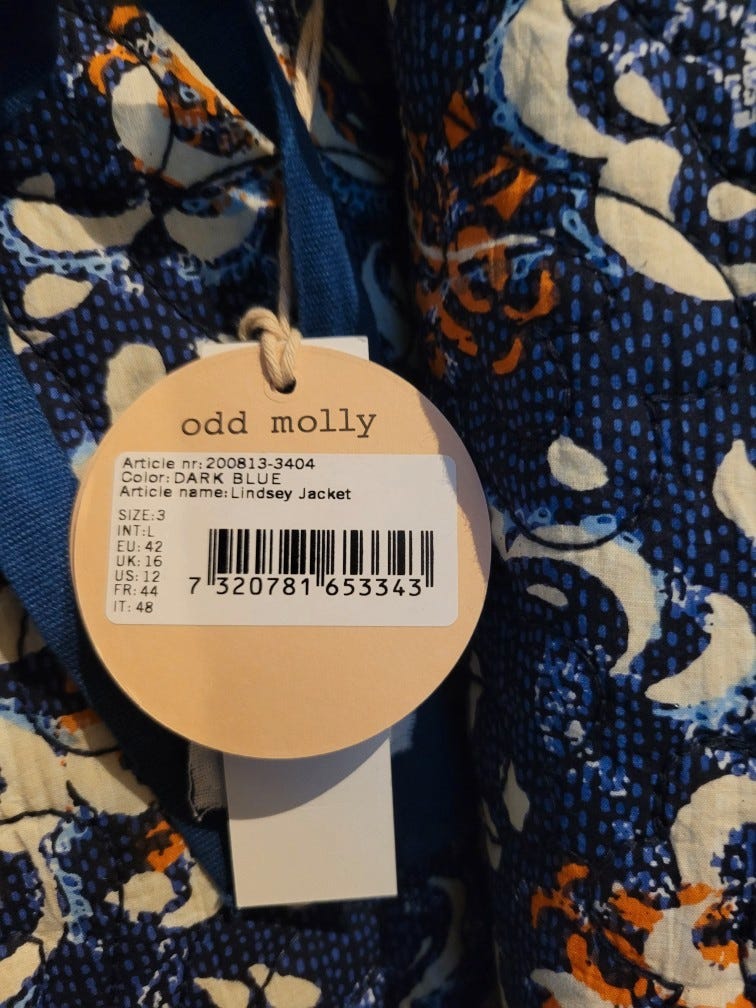 odd molly
Article nr: 200813-3404
Color: DARK BLUE
Article name: Lindsey Jacket
SIZE: 3
INT: L
EU: 42
UK: 16
US: 12
FR: 44
IT: 48
7 320781 653343